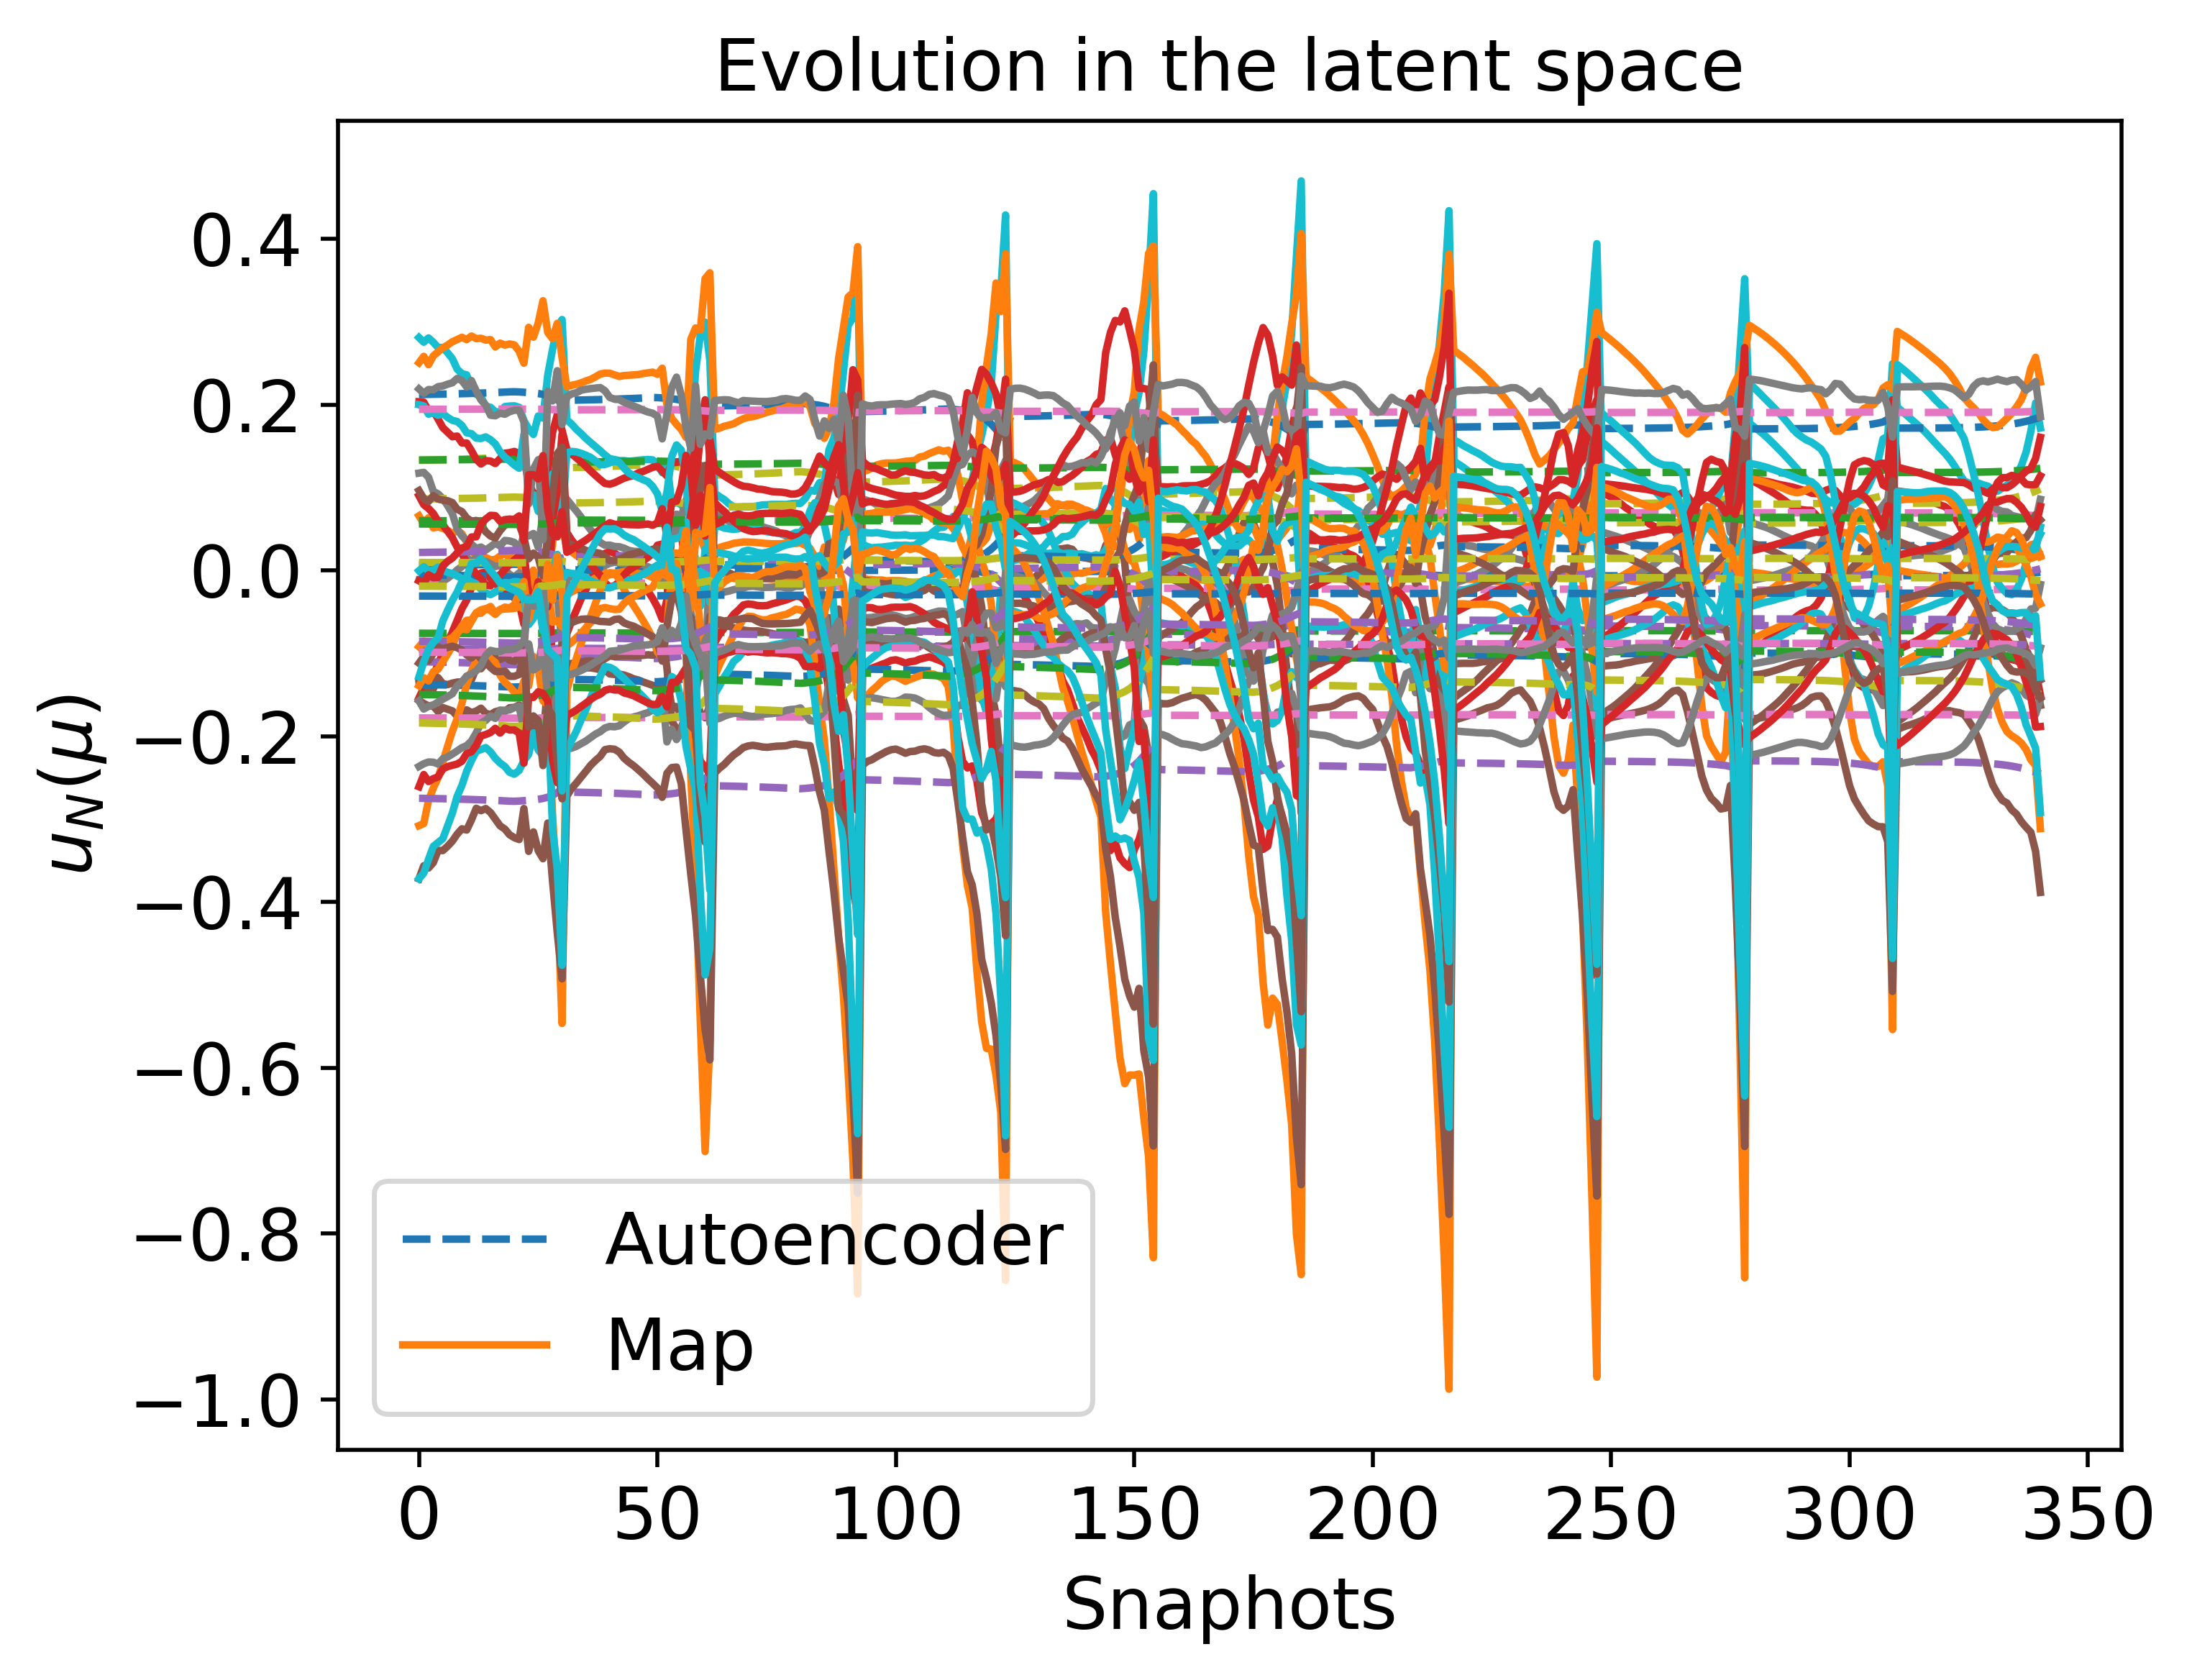 Evolution in the latent space
0.4
0.2
0.0
−0.2
−0.4
−0.6
−0.8
−1.0
u_N(μ)
Autoencoder
Map
0 50 100 150 200 250 300 350
Snaphots